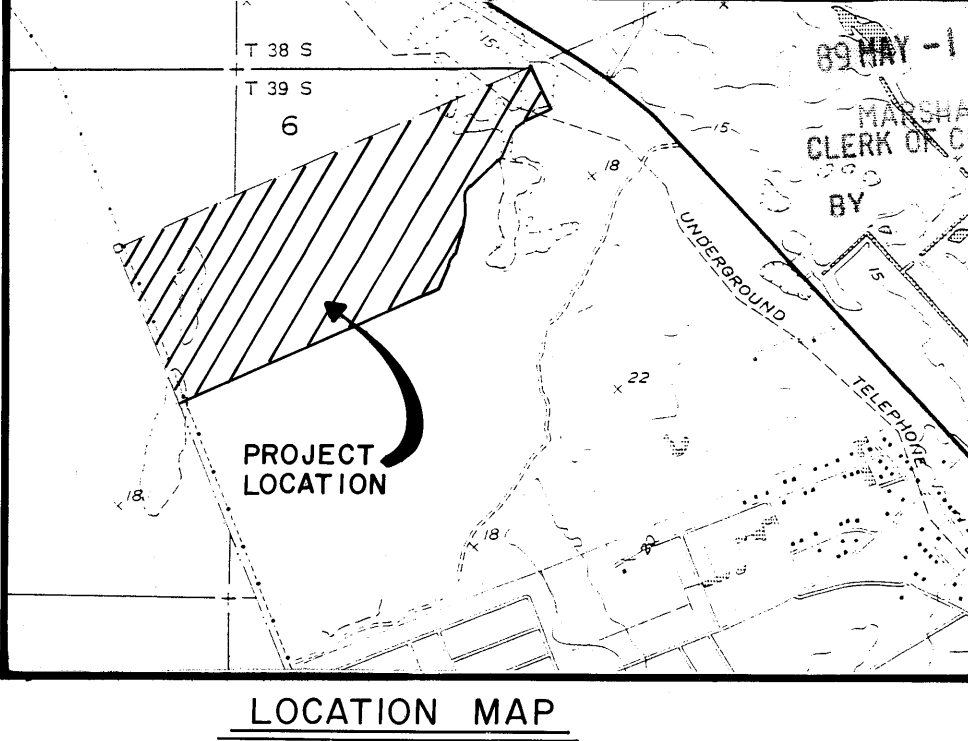 T 38 S
T 39 S
6
15
89 MAY -1
MARSHA
CLERK OF C
BY
15
18
UNDERGROUND
15
22
TELEPHONE
PROJECT
LOCATION
18
18
LOCATION MAP